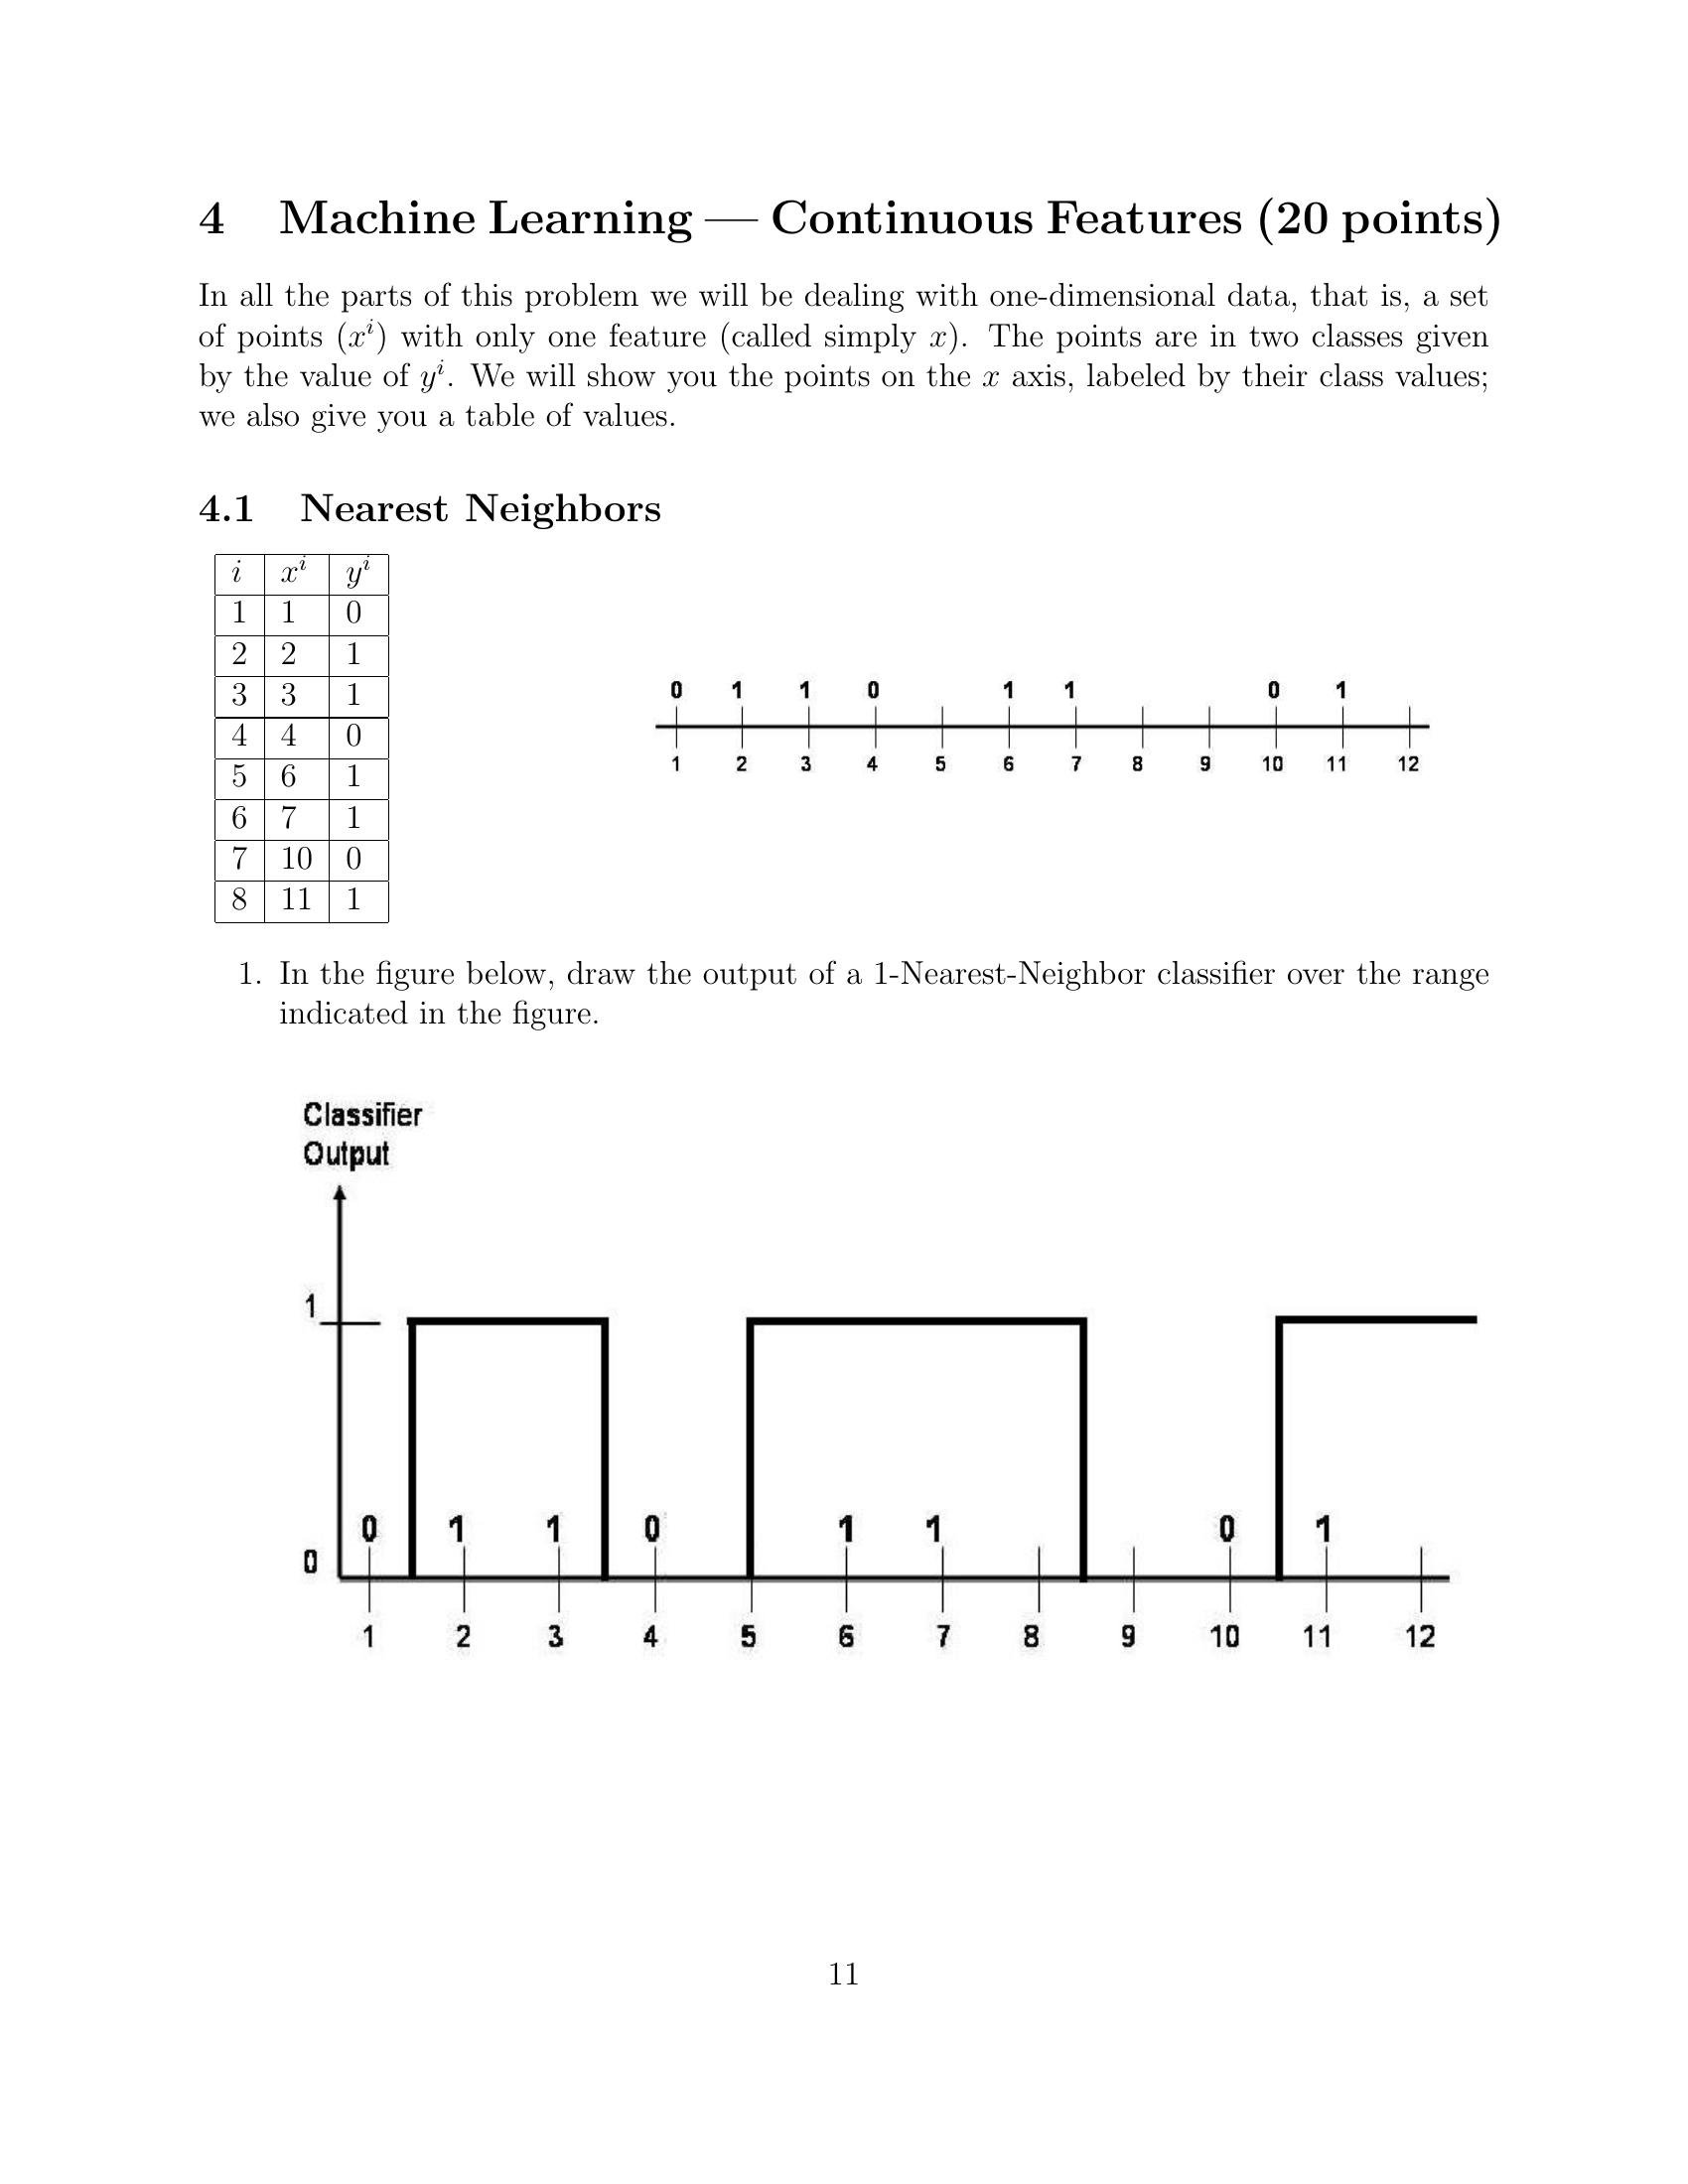 4 Machine Learning — Continuous Features (20 points)
In all the parts of this problem we will be dealing with one-dimensional data, that is, a set
of points (xⁱ) with only one feature (called simply x). The points are in two classes given
by the value of yⁱ. We will show you the points on the x axis, labeled by their class values;
we also give you a table of values.
4.1 Nearest Neighbors
i xⁱ yⁱ
1 1 0
2 2 1
3 3 1
4 4 0
5 6 1
6 7 1
7 10 0
8 11 1
0 1 1 0 1 1 0 1
1 2 3 4 5 6 7 8 9 10 11 12
1. In the figure below, draw the output of a 1-Nearest-Neighbor classifier over the range
indicated in the figure.
Classifier
Output
1
0
0 1 1 0 1 1 0 1
1 2 3 4 5 6 7 8 9 10 11 12
11